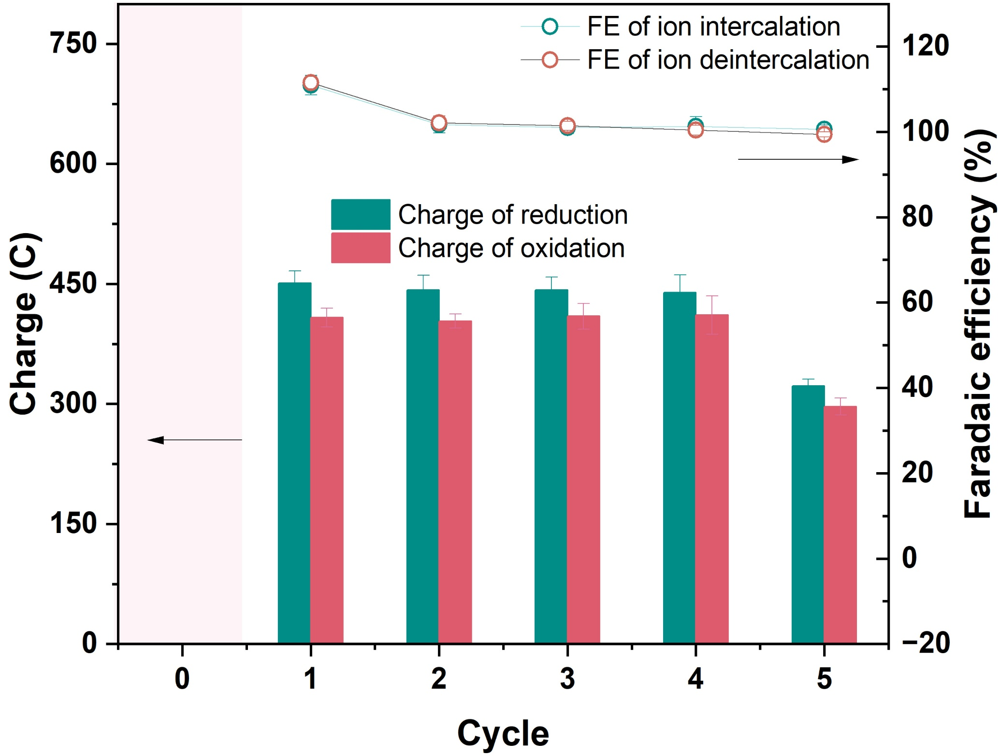 FE of ion intercalation
FE of ion deintercalation
Charge of reduction
Charge of oxidation
Charge (C)
750
600
450
300
150
0
Faradaic efficiency (%)
120
100
80
60
40
20
0
−20
0 1 2 3 4 5
Cycle